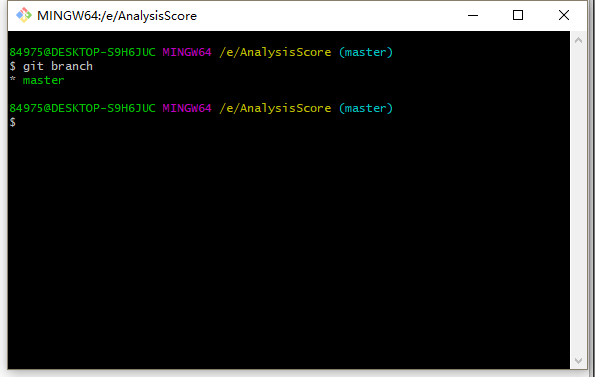 MINGW64:/e/AnalysisScore
84975@DESKTOP-S9H6JUC MINGW64 /e/AnalysisScore (master)
$ git branch
* master
84975@DESKTOP-S9H6JUC MINGW64 /e/AnalysisScore (master)
$